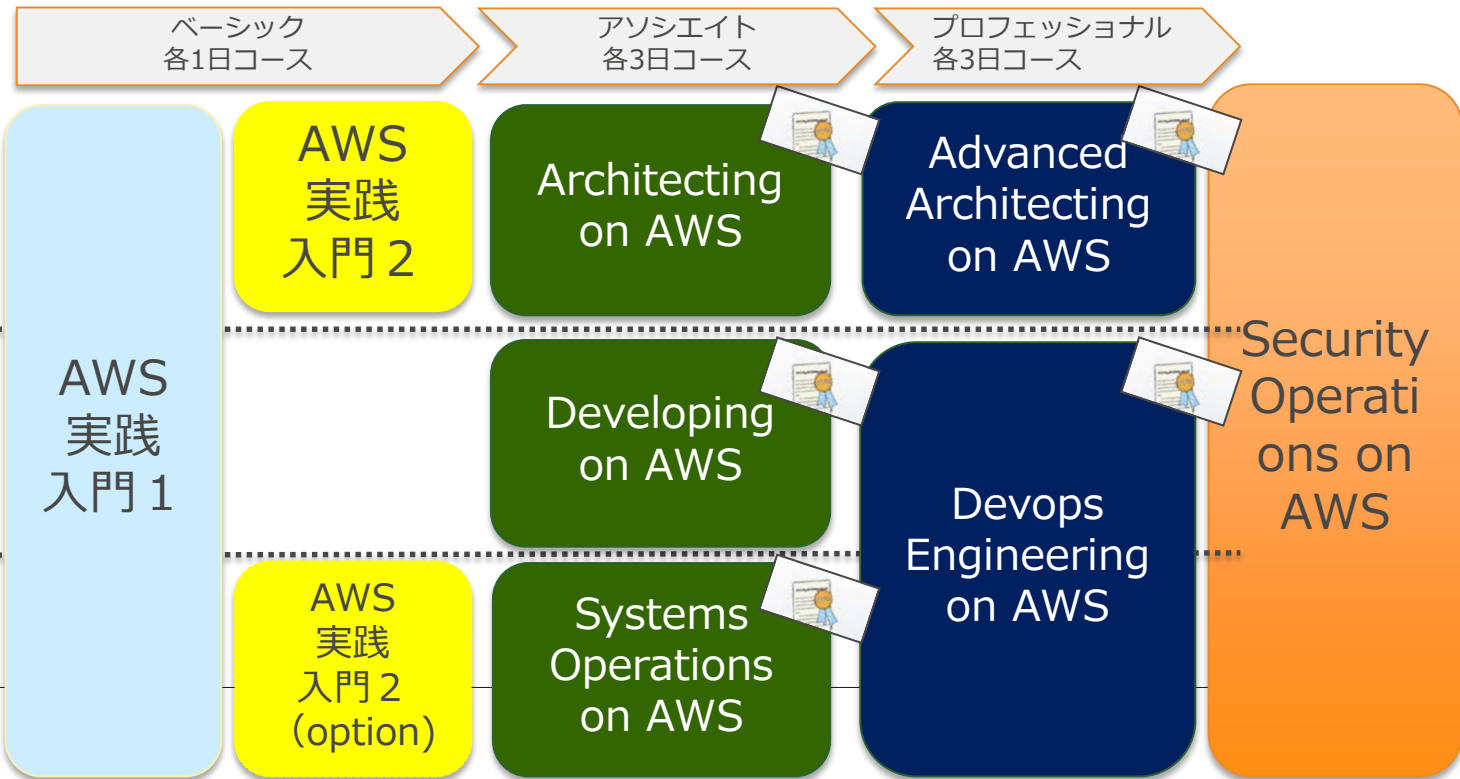 ベーシック
各1日コース
アソシエイト
各3日コース
プロフェッショナル
各3日コース
AWS
実践
入門１
AWS
実践
入門２
Architecting
on AWS
Advanced
Architecting
on AWS
Developing
on AWS
Devops
Engineering
on AWS
AWS
実践
入門２
（option)
Systems
Operations
on AWS
Security
Operati
ons on
AWS